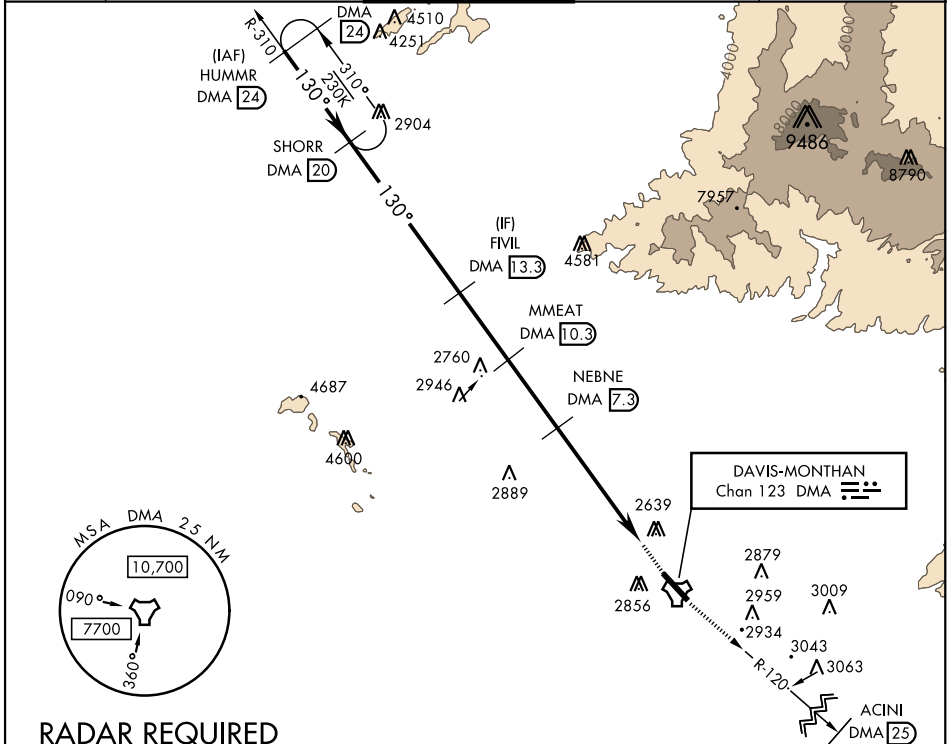 DMA
24
4510
4251
R-310
(IAF)
HUMMR
DMA 24
130°
310°
230K
2904
SHORR
DMA 20
130°
4000
8000
8000
9486
8790
7957
(IF)
FIVIL
DMA 13.3
4581
MMEAT
DMA 10.3
2760
2946
NEBNE
DMA 7.3
4687
4600
2889
DAVIS-MONTHAN
Chan 123 DMA
2639
2856
2879
2959
3009
2934
3043
3063
R-120
ACINI
DMA 25
MSA DMA 25 NM
10,700
090°
7700
360°
RADAR REQUIRED